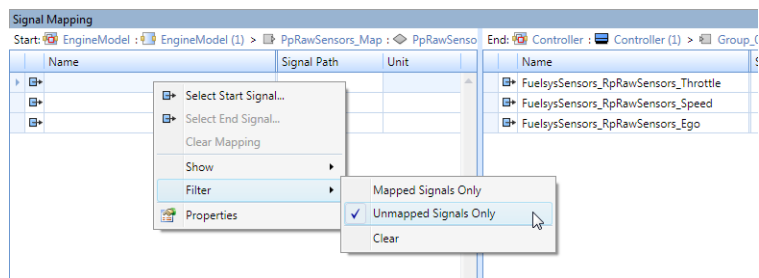 Signal Mapping
Start: EngineModel : EngineModel (1) > PpRawSensors_Map : PpRawSenso
End: Controller : Controller (1) > Group_
Name Signal Path Unit
Name S
FuelsysSensors_RpRawSensors_Throttle
FuelsysSensors_RpRawSensors_Speed
FuelsysSensors_RpRawSensors_Ego
Select Start Signal...
Select End Signal...
Clear Mapping
Show
Filter
Properties
Mapped Signals Only
Unmapped Signals Only
Clear